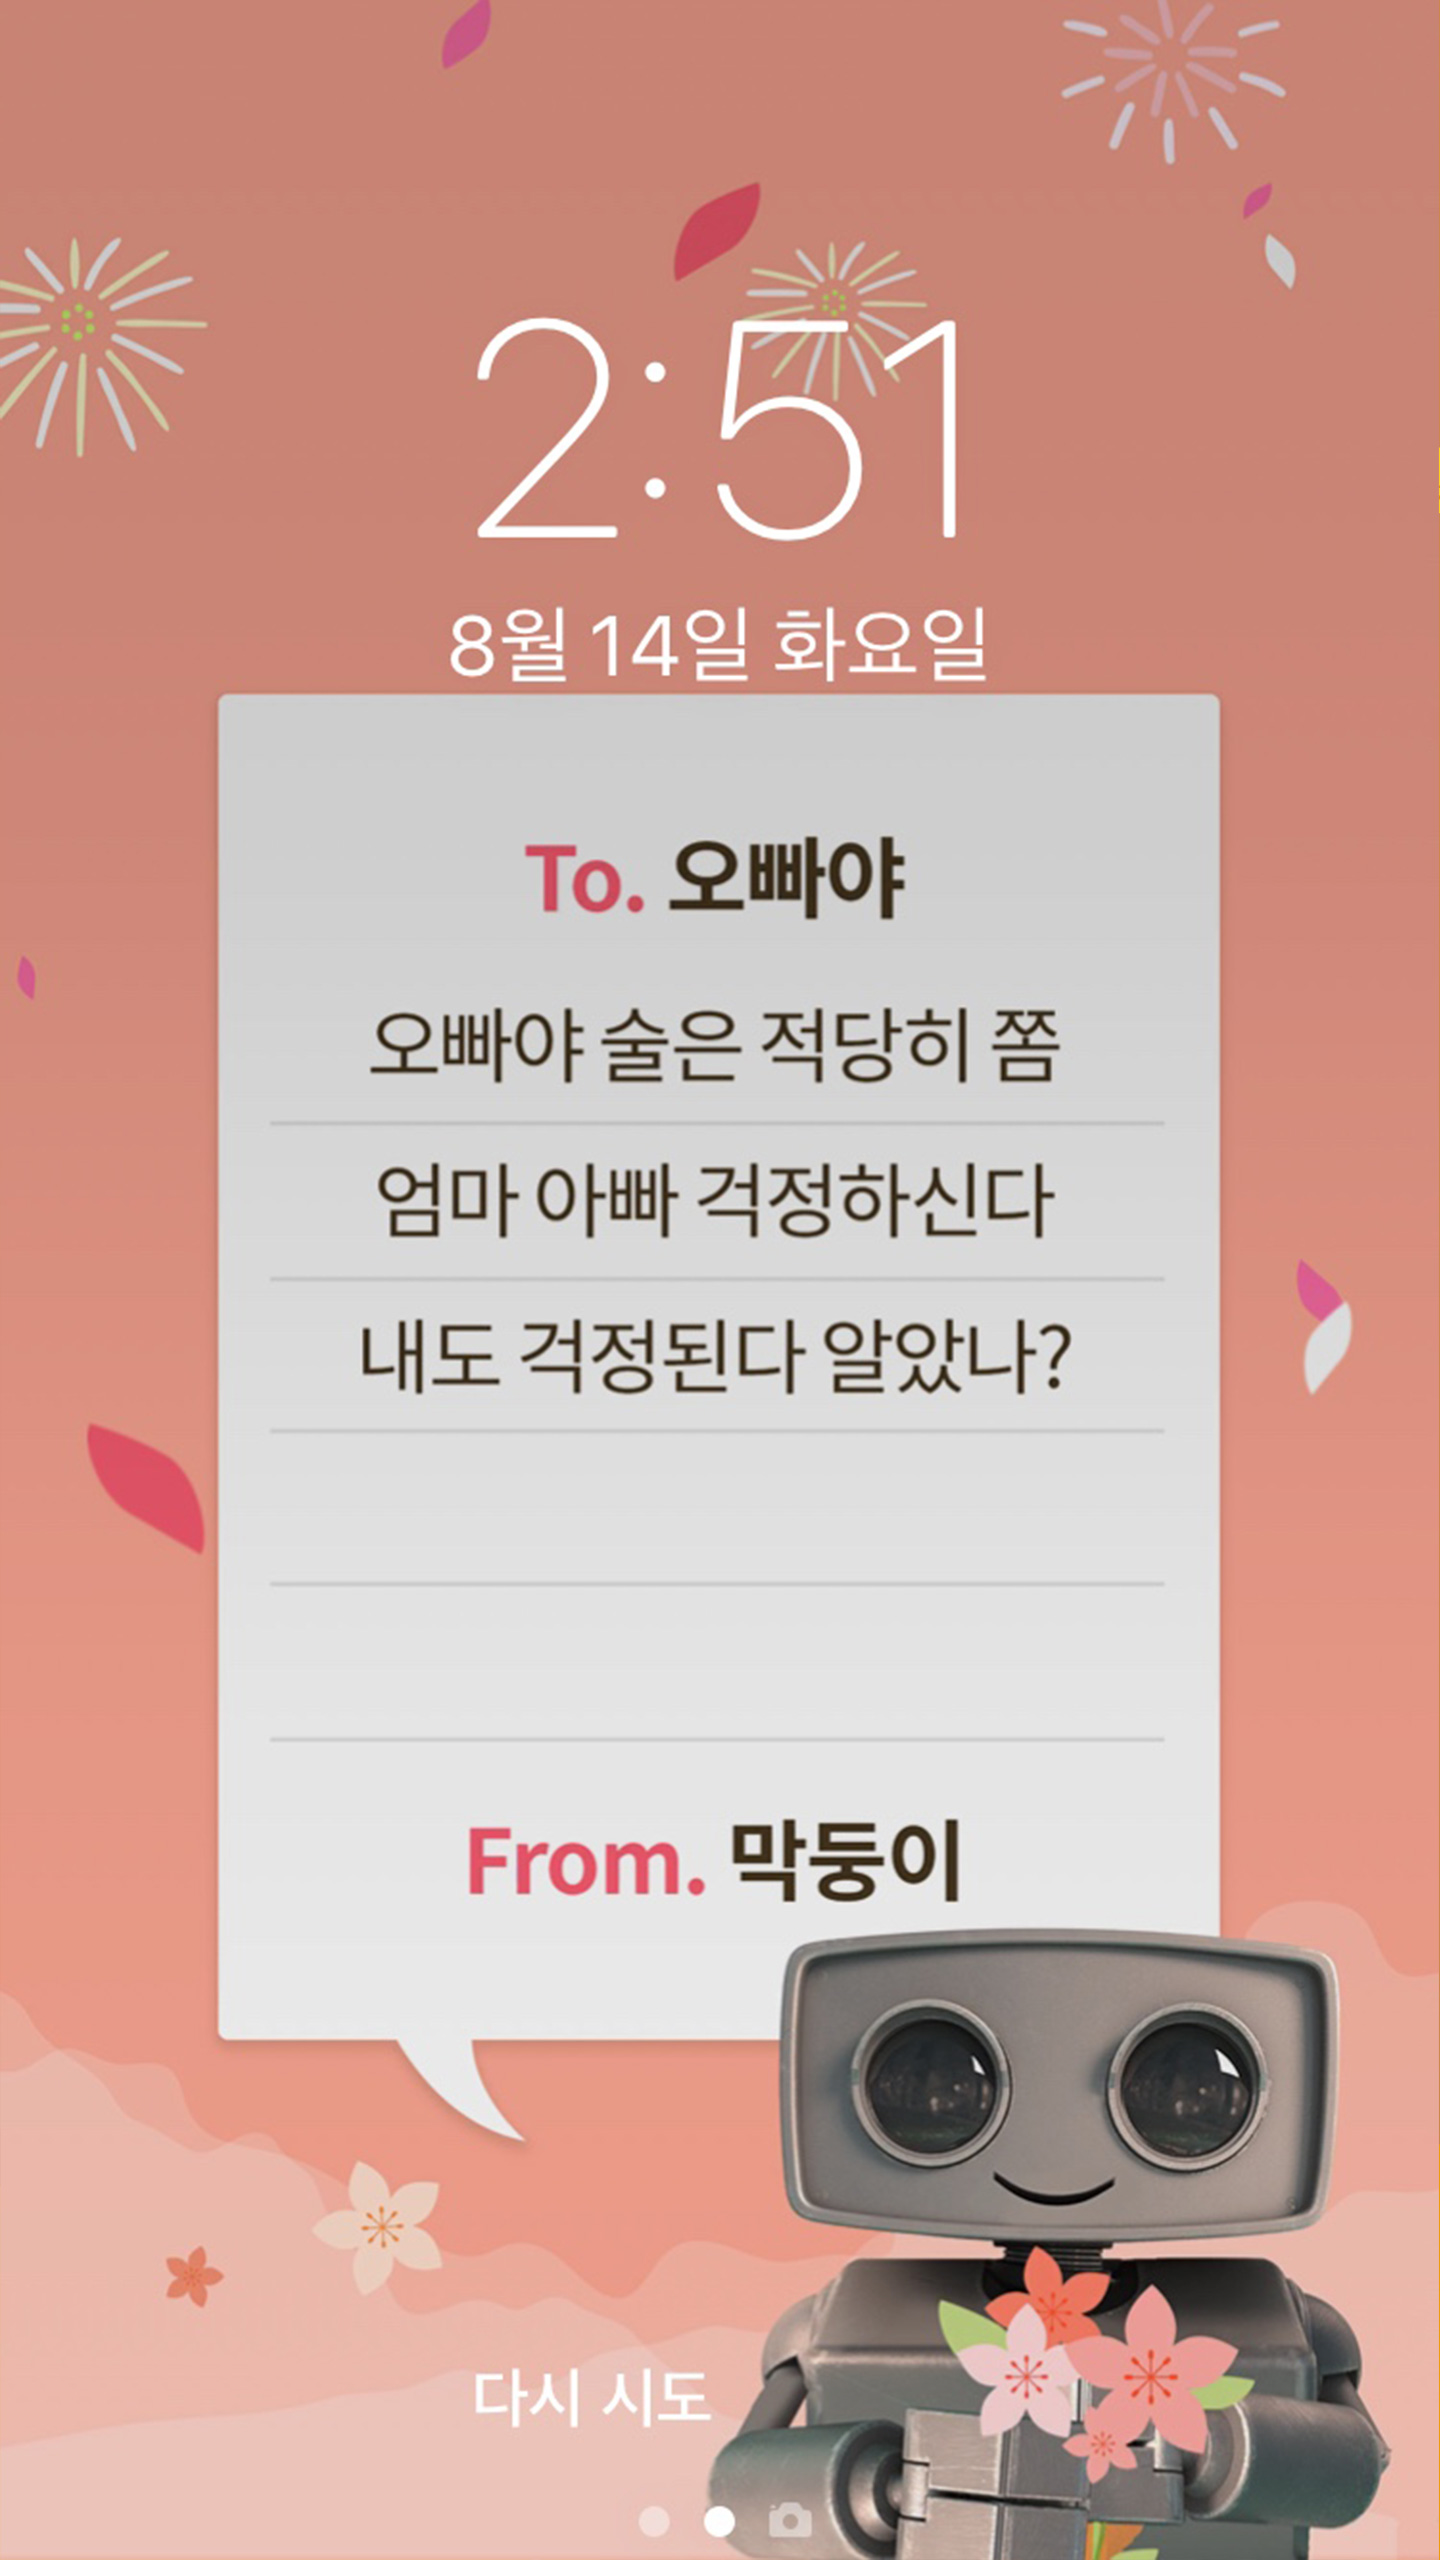 2:51
8월 14일 화요일
To. 오빠야
오빠야 술은 적당히 쫌
엄마 아빠 걱정하신다
내도 걱정된다 알았나?
From. 막둥이
다시 시도